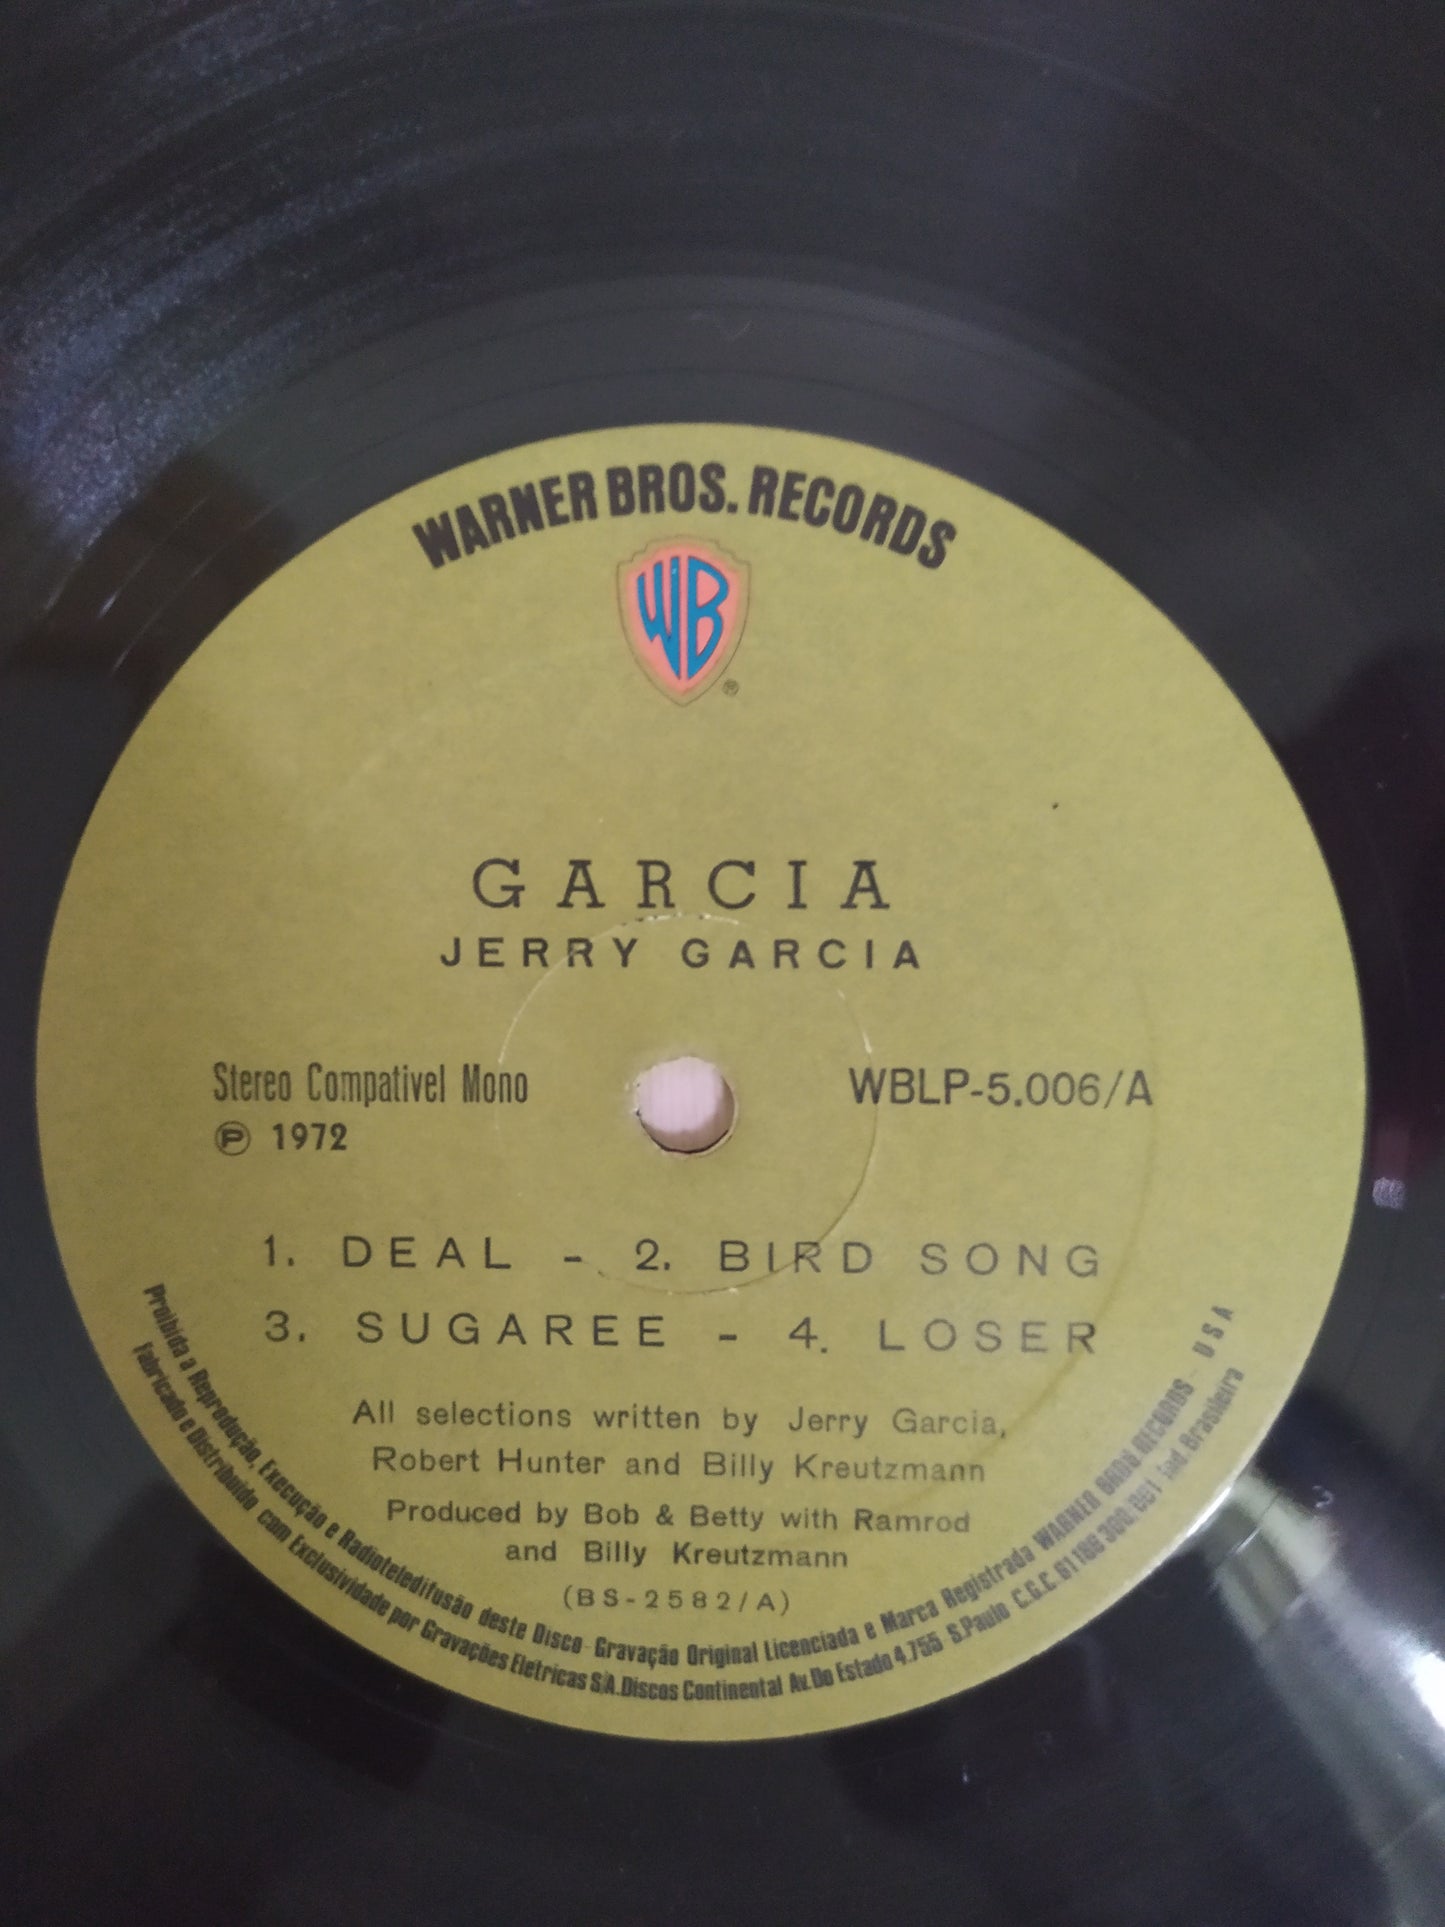 WARNER BROS. RECORDS
WB
®
GARCIA
JERRY GARCIA
Stereo Compativel Mono
WBLP-5.006/A
℗ 1972
1. DEAL - 2. BIRD SONG
3. SUGAREE - 4. LOSER
All selections written by Jerry Garcia,
Robert Hunter and Billy Kreutzmann
Produced by Bob & Betty with Ramrod
and Billy Kreutzmann
(BS-2582/A)
Proibida a Reprodução, Execução e Radioteledifusão deste Disco - Gravação Original Licenciada e Marca Registrada WARNER BROS RECORDS - USA
Fabricado e Distribuido com Exclusividade por Gravações Eletricas S/A. Discos Continental Av. Do Estado 4.755 S.Paulo C.G.C. 61 186 300/ Ind Brasileira